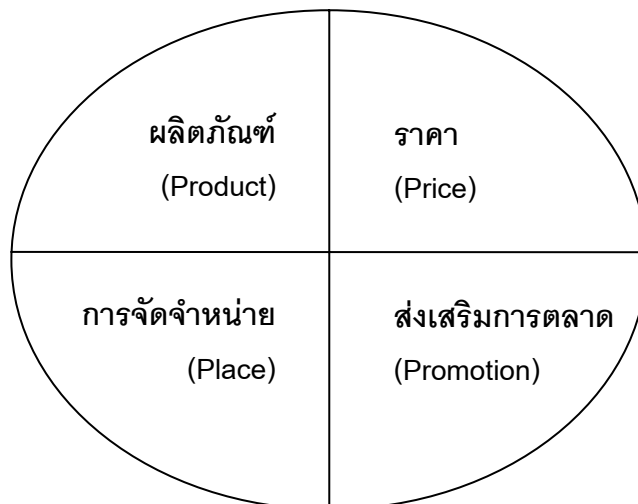 ผลิตภัณฑ์
(Product)
ราคา
(Price)
การจัดจำหน่าย
(Place)
ส่งเสริมการตลาด
(Promotion)